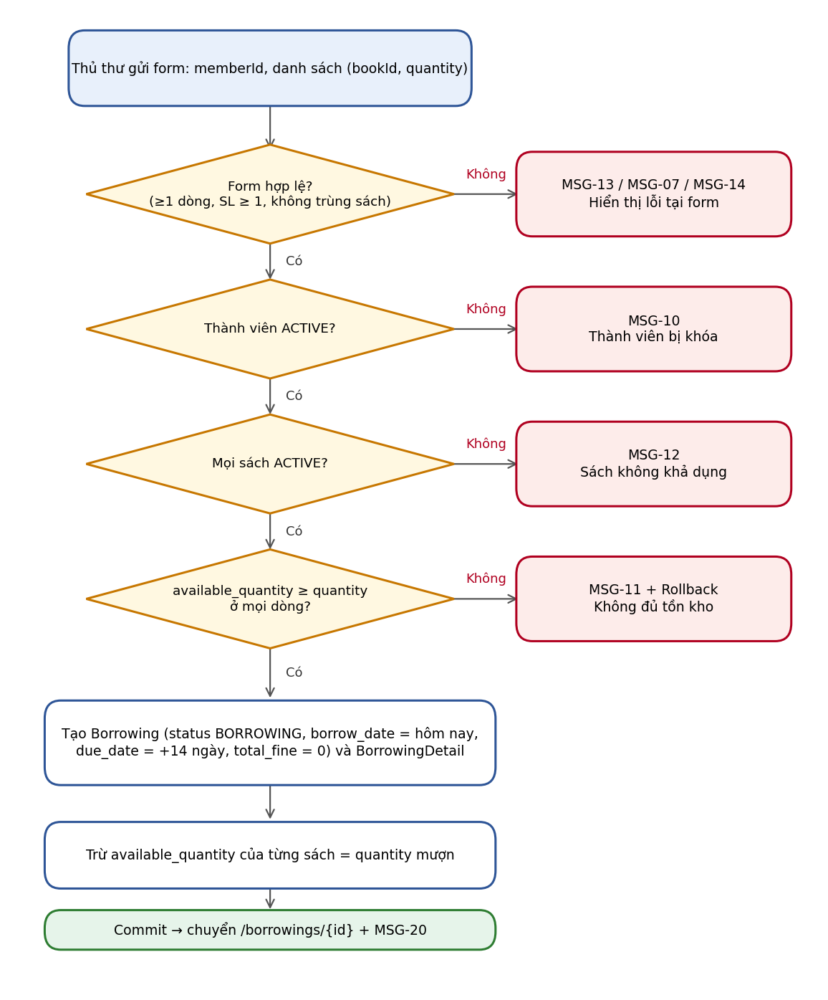 Thủ thư gửi form: memberId, danh sách (bookId, quantity)
Form hợp lệ?
(≥1 dòng, SL ≥ 1, không trùng sách)
Không
MSG-13 / MSG-07 / MSG-14
Hiển thị lỗi tại form
Có
Thành viên ACTIVE?
Không
MSG-10
Thành viên bị khóa
Có
Mọi sách ACTIVE?
Không
MSG-12
Sách không khả dụng
Có
available_quantity ≥ quantity
ở mọi dòng?
Không
MSG-11 + Rollback
Không đủ tồn kho
Có
Tạo Borrowing (status BORROWING, borrow_date = hôm nay,
due_date = +14 ngày, total_fine = 0) và BorrowingDetail
Trừ available_quantity của từng sách = quantity mượn
Commit → chuyển /borrowings/{id} + MSG-20